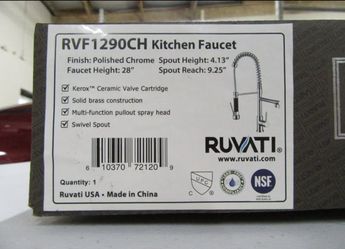 RVF1290CH Kitchen Faucet
Finish: Polished Chrome Spout Height: 4.13"
Faucet Height: 28" Spout Reach: 9.25"
Kerox™ Ceramic Valve Cartridge
Solid brass construction
Multi-function pullout spray head
Swivel Spout
RUVATI
www.ruvati.com
6 10370 72120 9
UPC
NSF
Quantity: 1
Ruvati USA • Made in China